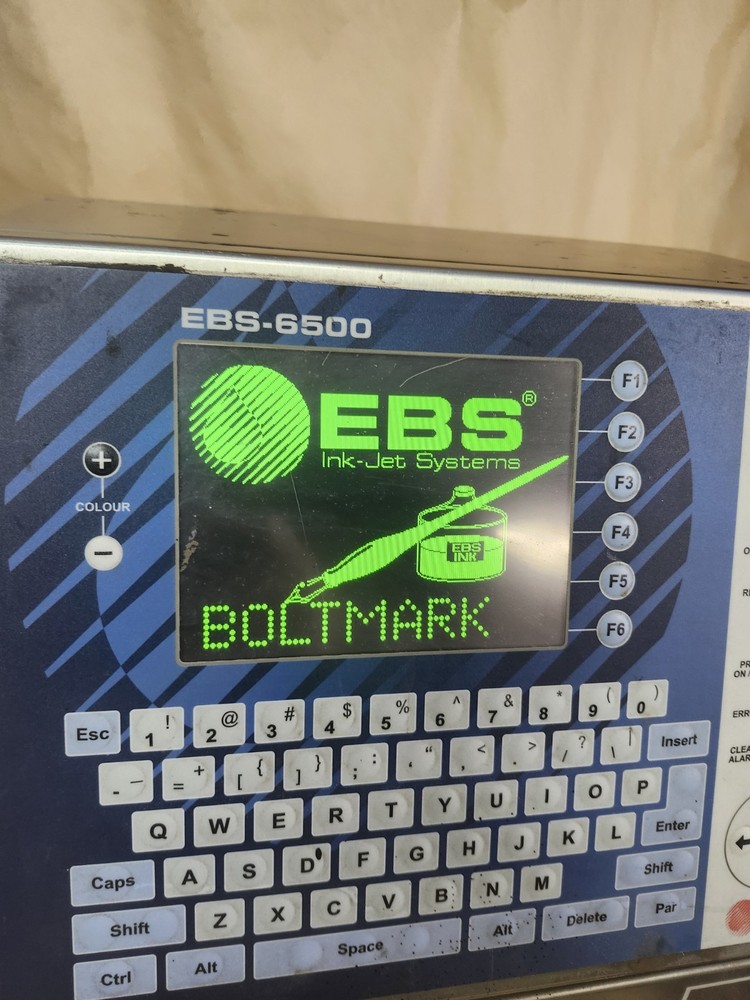 EBS-6500
EBS®
Ink-Jet Systems
EBS
INK
BOLTMARK
+
COLOUR
-
F1
F2
F3
F4
F5
F6
Esc 1 ! 2 @ 3 # 4 $ 5 % 6 ^ 7 & 8 * 9 ( 0 )
- _ = + [ { ] } ; : ‘ “ , < . > / ? \ | Insert
Q W E R T Y U I O P
A S D F G H J K L Enter
Caps Shift
Z X C V B N M
Shift Delete Par
Ctrl Alt Space Alt